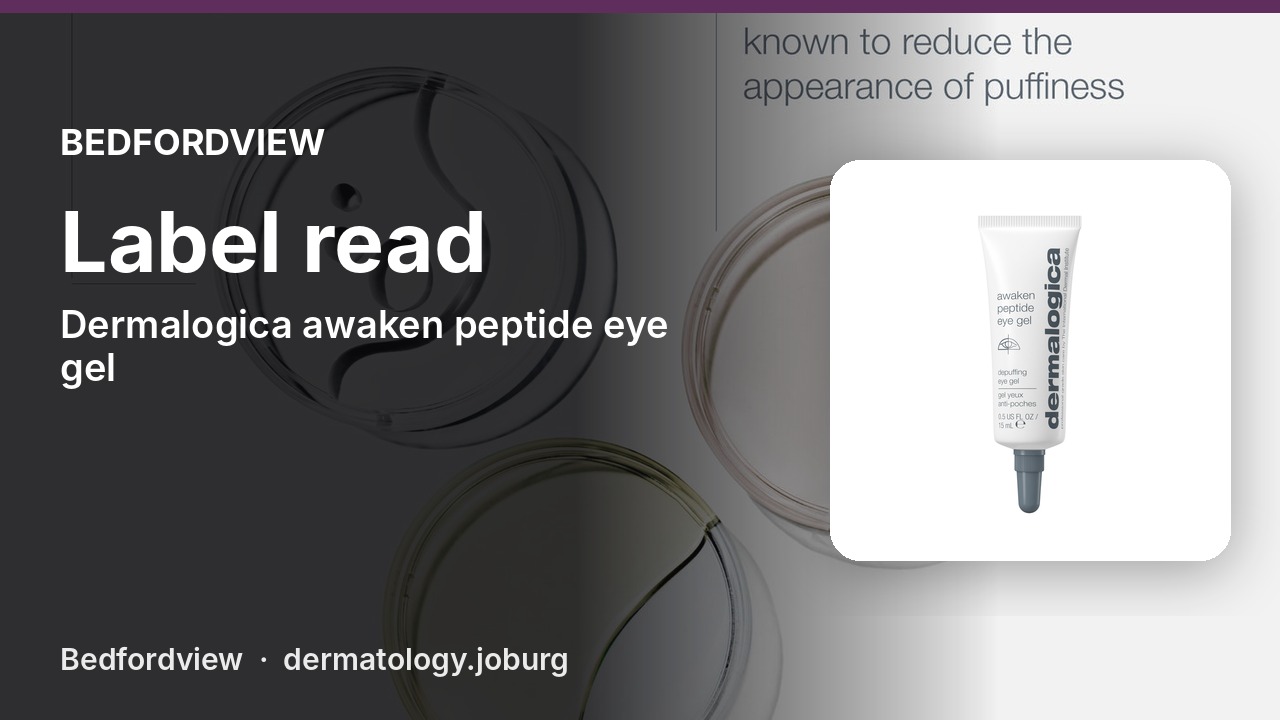 known to reduce the
appearance of puffiness
BEDFORDVIEW
Label read
Dermalogica awaken peptide eye
gel
awaken
peptide
eye gel
depuffing
eye gel
gel yeux
anti-poches
0.5 US FL OZ /
15 mL ℮
dermalogica
Bedfordview · dermatology.joburg